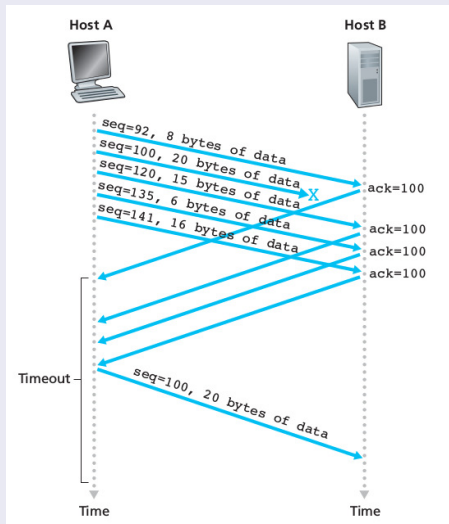 Host A
Host B
seq=92, 8 bytes of data
seq=100, 20 bytes of data
seq=120, 15 bytes of data
seq=135, 6 bytes of data
seq=141, 16 bytes of data
X
ack=100
ack=100
ack=100
ack=100
Timeout
seq=100, 20 bytes of data
Time
Time